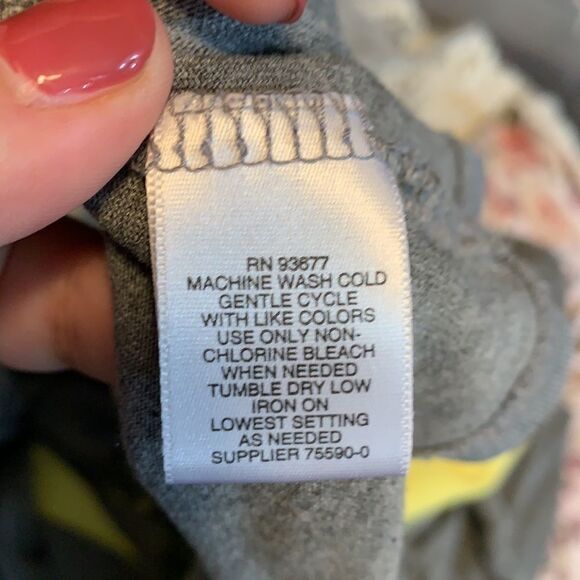 RN 93677
MACHINE WASH COLD
GENTLE CYCLE
WITH LIKE COLORS
USE ONLY NON-
CHLORINE BLEACH
WHEN NEEDED
TUMBLE DRY LOW
IRON ON
LOWEST SETTING
AS NEEDED
SUPPLIER 75590-0